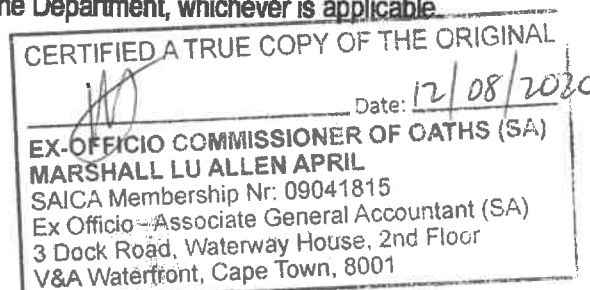 ne Department, whichever is applicable.
CERTIFIED A TRUE COPY OF THE ORIGINAL
Date: 12/08/2020
EX-OFFICIO COMMISSIONER OF OATHS (SA)
MARSHALL LU ALLEN APRIL
SAICA Membership Nr: 09041815
Ex Officio - Associate General Accountant (SA)
3 Dock Road, Waterway House, 2nd Floor
V&A Waterfront, Cape Town, 8001